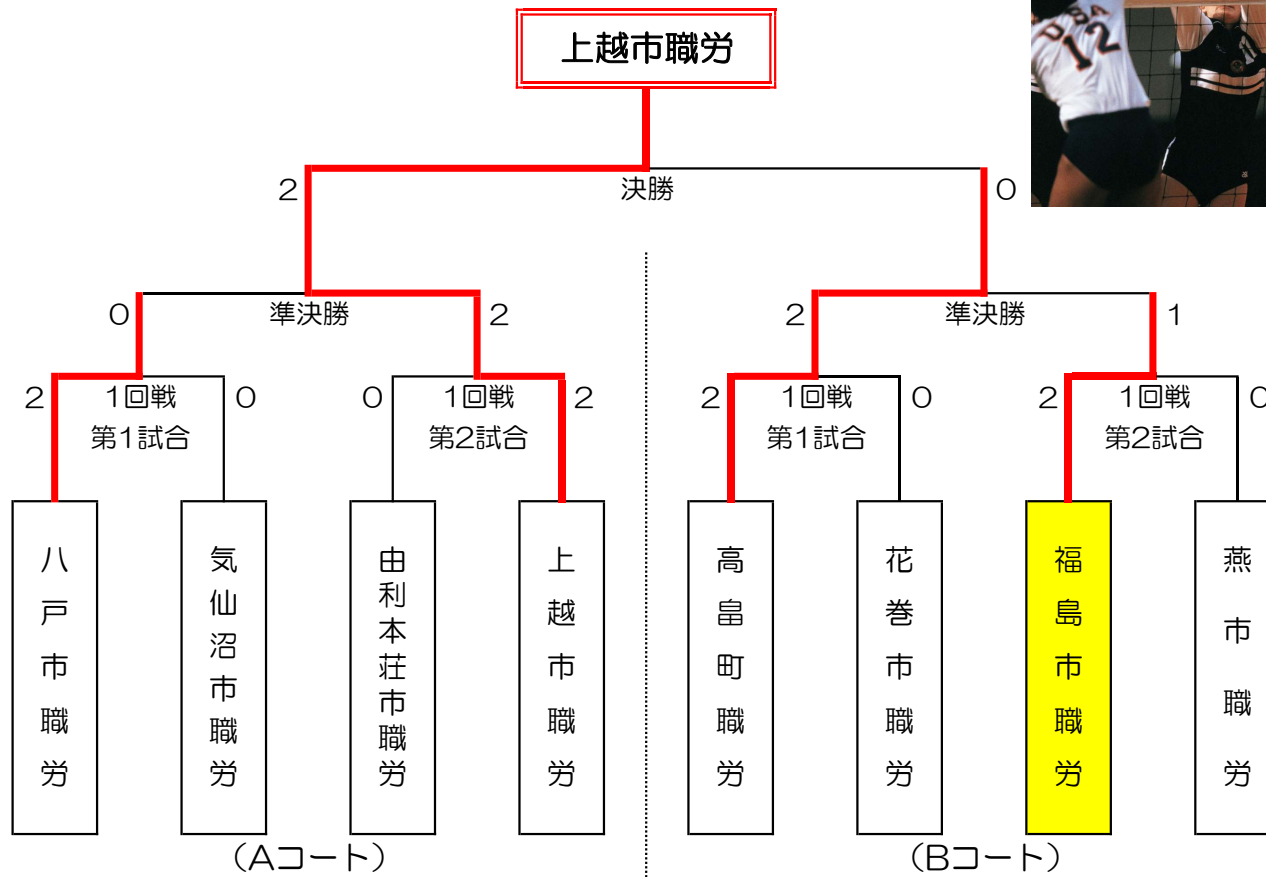 上越市職労
USA
12
2
決勝
0
0
準決勝
2
2
準決勝
1
2
1回戦
0
0
1回戦
2
2
1回戦
0
2
1回戦
0
第1試合
第2試合
第1試合
第2試合
八戸市職労
気仙沼市職労
由利本荘市職労
上越市職労
高畠町職労
花巻市職労
福島市職労
燕市職労
(Aコート)
(Bコート)